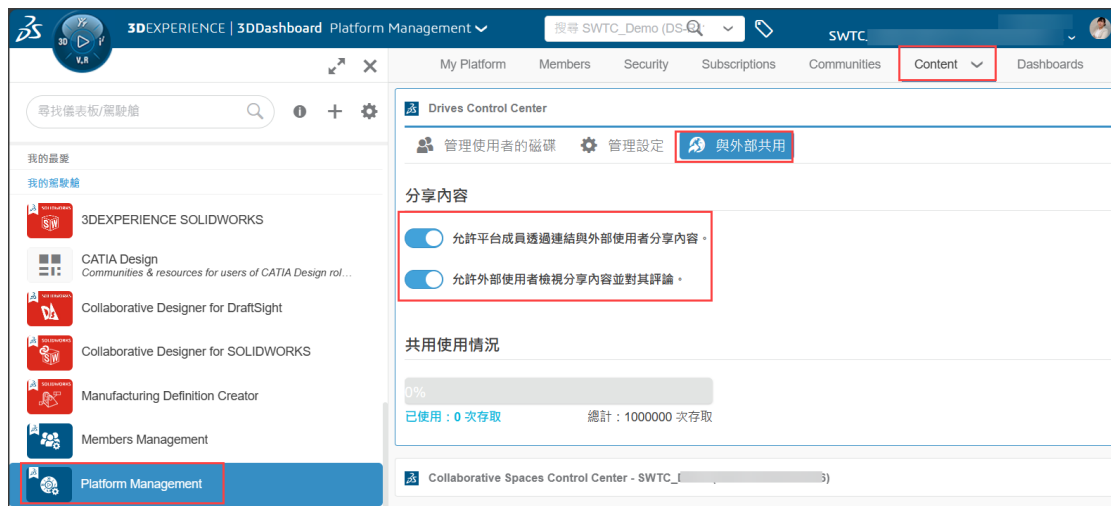 3DEXPERIENCE | 3DDashboard Platform Management
搜尋 SWTC_Demo (DS-R
SWTC_
3D
i²
V.R
My Platform Members Security Subscriptions Communities Content Dashboards
尋找儀表板/駕駛艙
Drives Control Center
管理使用者的磁碟 管理設定 與外部共用
我的最愛
我的駕駛艙
3DEXPERIENCE SOLIDWORKS
CATIA Design
Communities & resources for users of CATIA Design rol...
Collaborative Designer for DraftSight
Collaborative Designer for SOLIDWORKS
Manufacturing Definition Creator
Members Management
Platform Management
分享內容
允許平台成員透過連結與外部使用者分享內容。
允許外部使用者檢視分享內容並對其評論。
共用使用情況
0%
已使用：0 次存取 總計：1000000 次存取
Collaborative Spaces Control Center - SWTC_